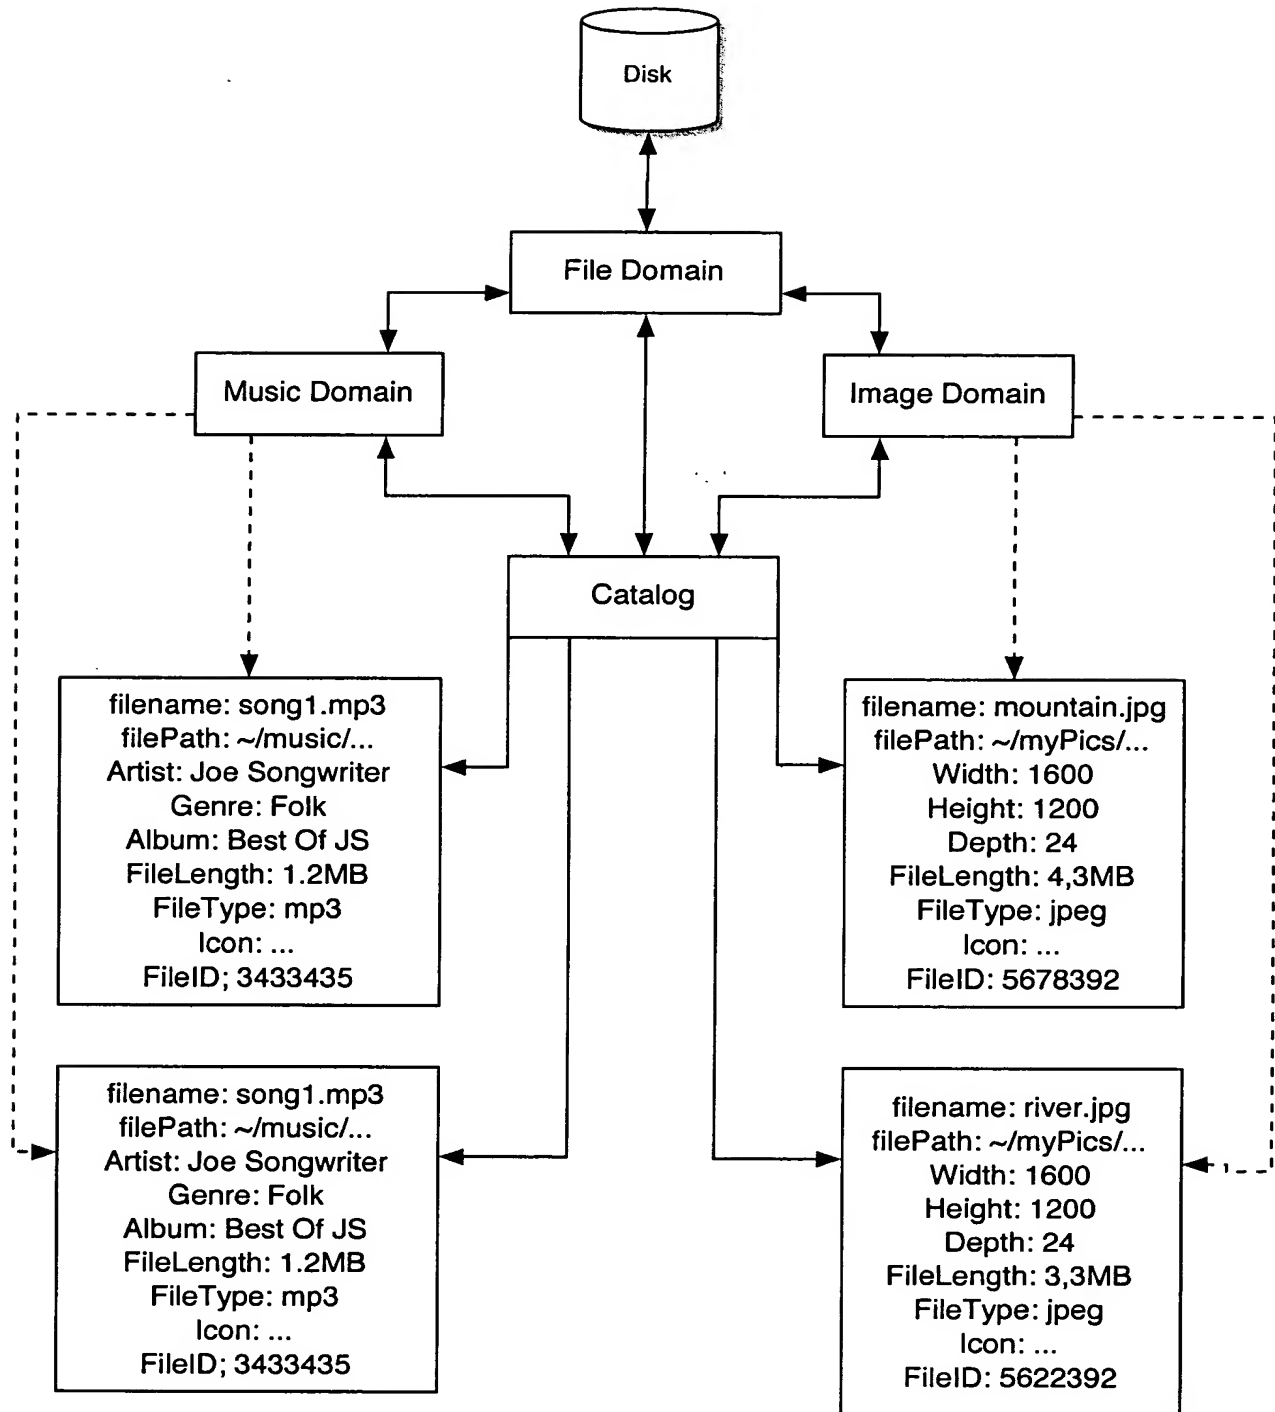 Disk
File Domain
Music Domain
Image Domain
Catalog
filename: song1.mp3
filePath: ~/music/...
Artist: Joe Songwriter
Genre: Folk
Album: Best Of JS
FileLength: 1.2MB
FileType: mp3
Icon: ...
FileID; 3433435
filename: mountain.jpg
filePath: ~/myPics/...
Width: 1600
Height: 1200
Depth: 24
FileLength: 4,3MB
FileType: jpeg
Icon: ...
FileID: 5678392
filename: song1.mp3
filePath: ~/music/...
Artist: Joe Songwriter
Genre: Folk
Album: Best Of JS
FileLength: 1.2MB
FileType: mp3
Icon: ...
FileID; 3433435
filename: river.jpg
filePath: ~/myPics/...
Width: 1600
Height: 1200
Depth: 24
FileLength: 3,3MB
FileType: jpeg
Icon: ...
FileID: 5622392